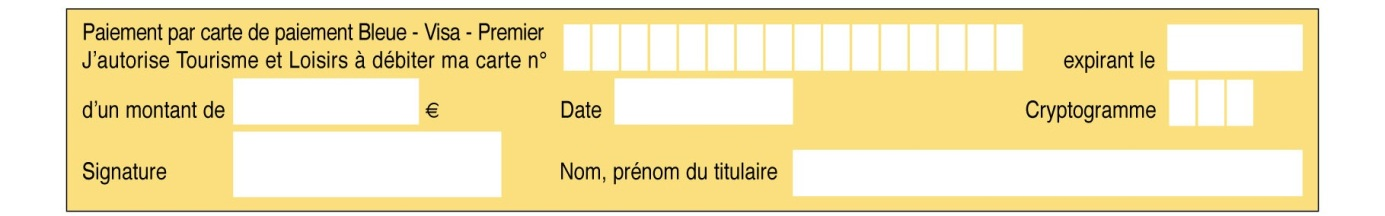 Paiement par carte de paiement Bleue - Visa - Premier
J'autorise Tourisme et Loisirs à débiter ma carte n° expirant le
d'un montant de € Date Cryptogramme
Signature Nom, prénom du titulaire